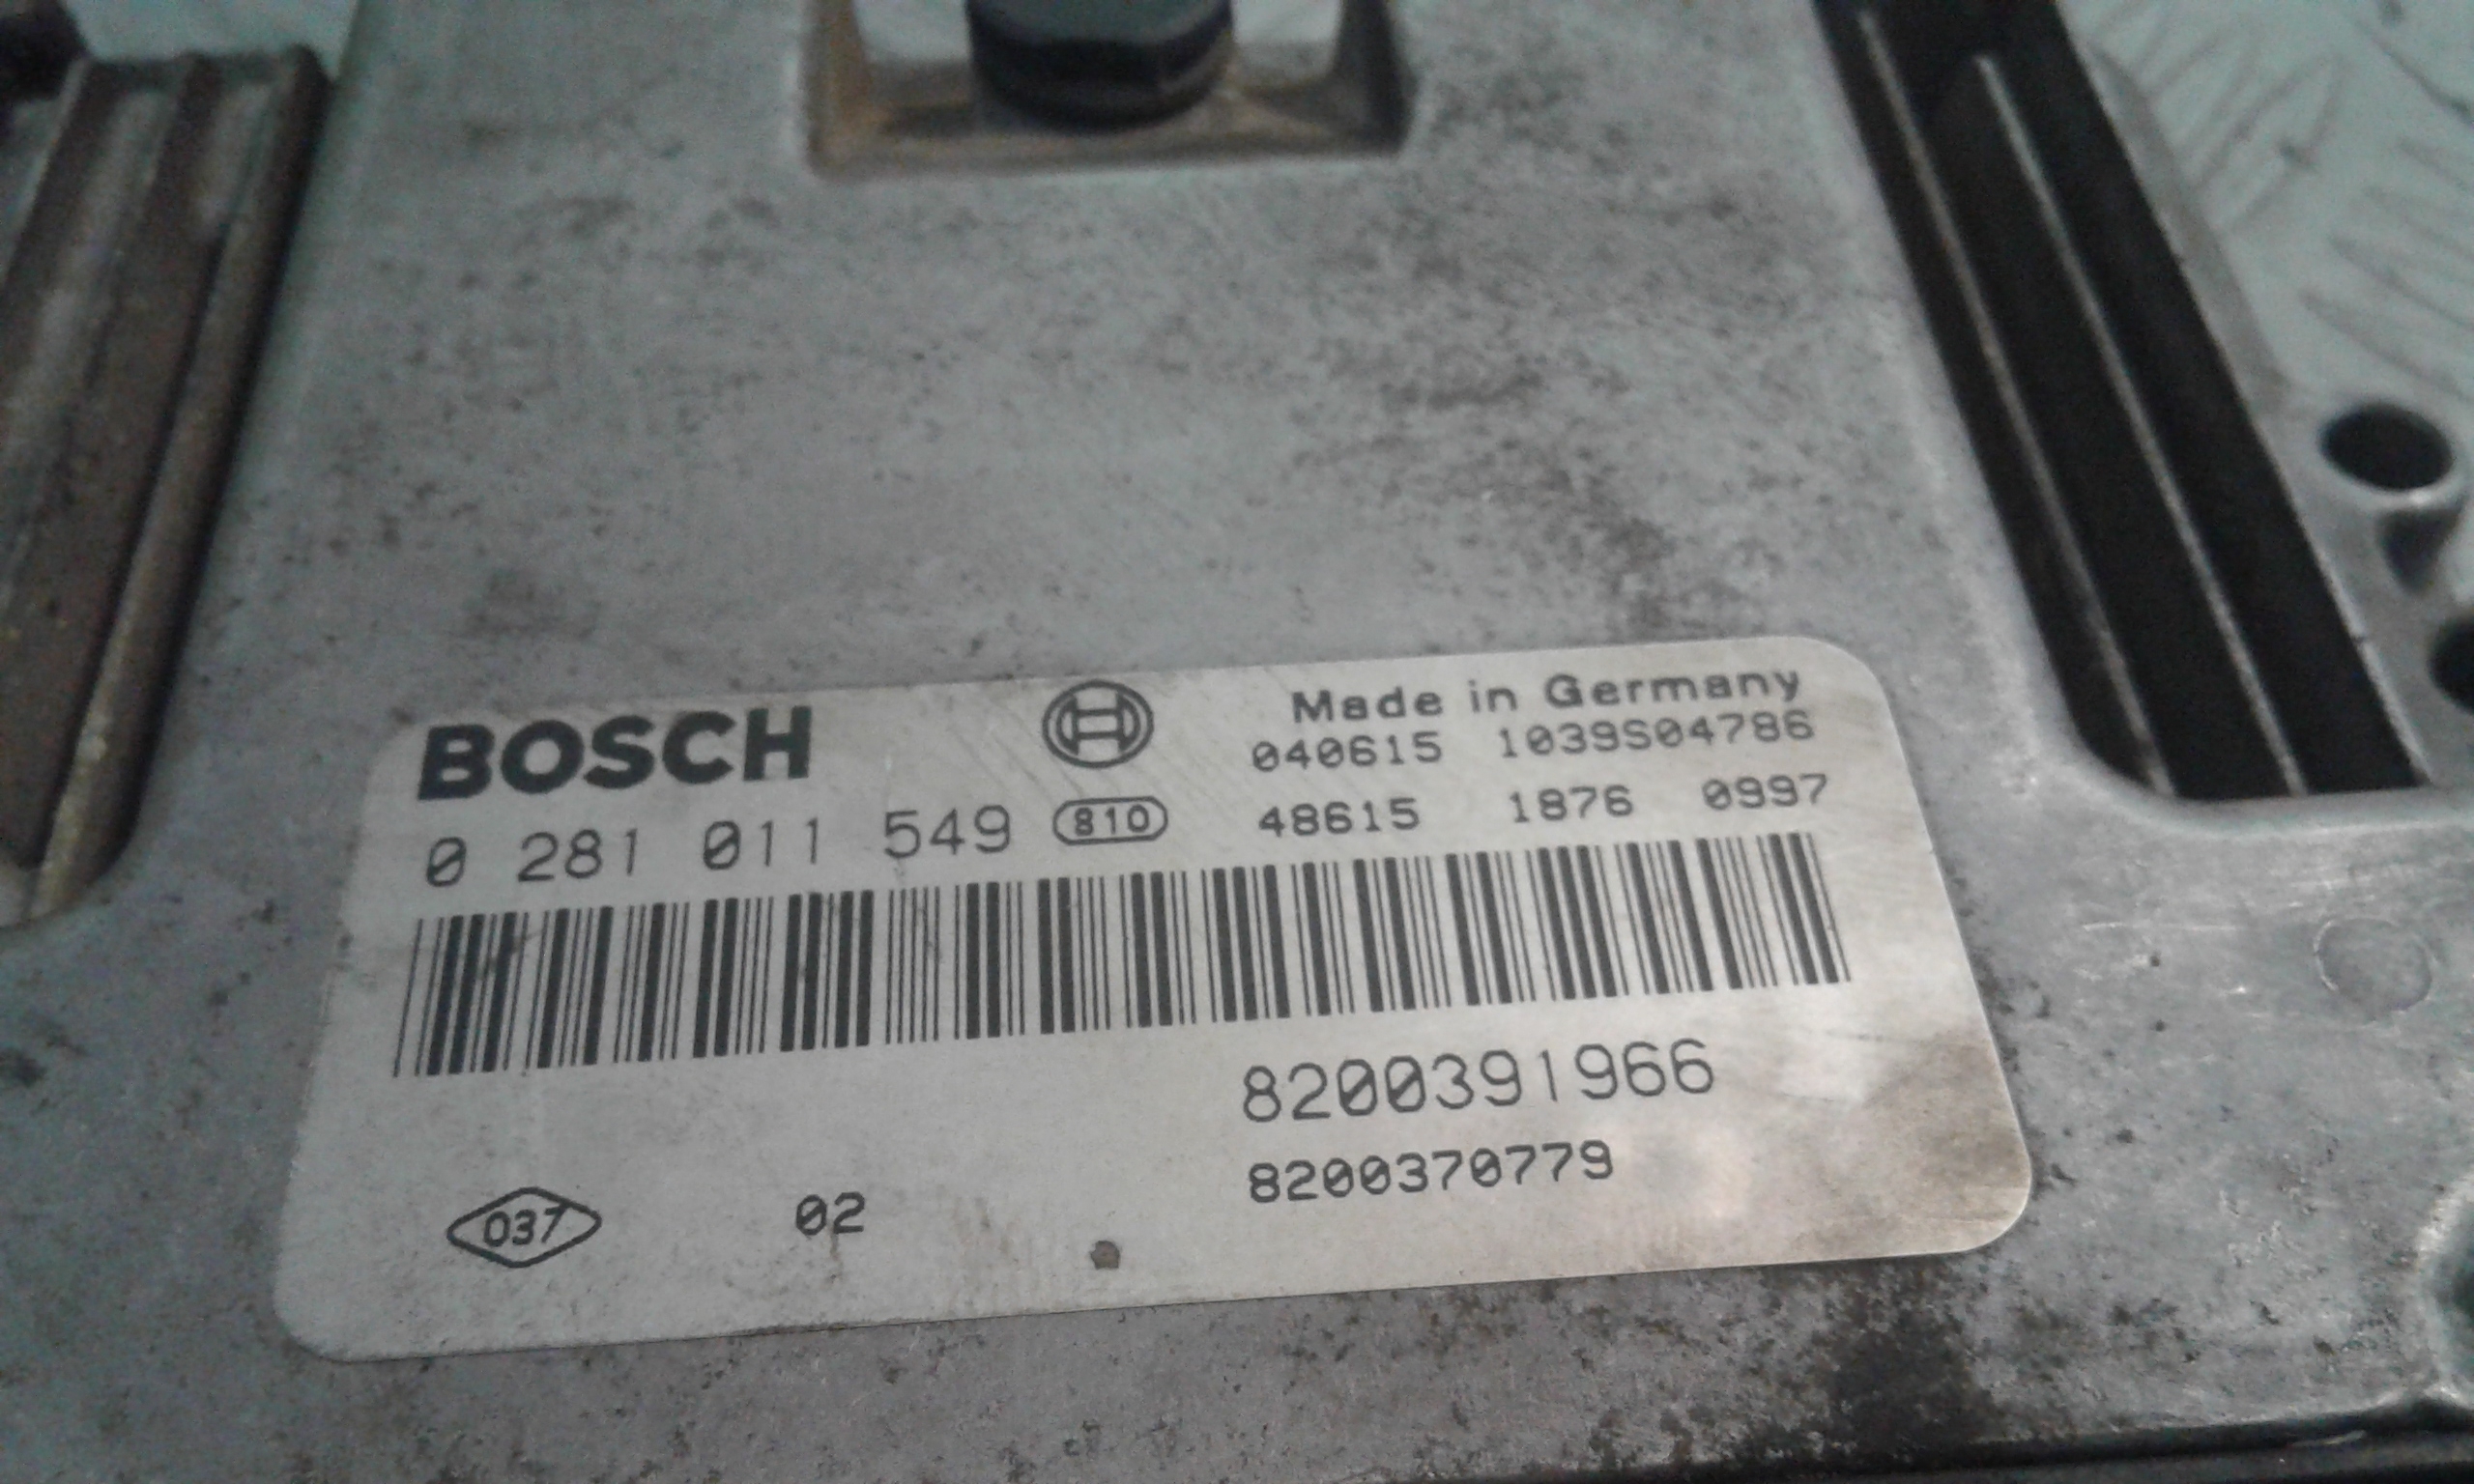 BOSCH
Made in Germany
040615 1039S04786
0 281 011 549 810 48615 1876 0997
8200391966
8200370779
037 02